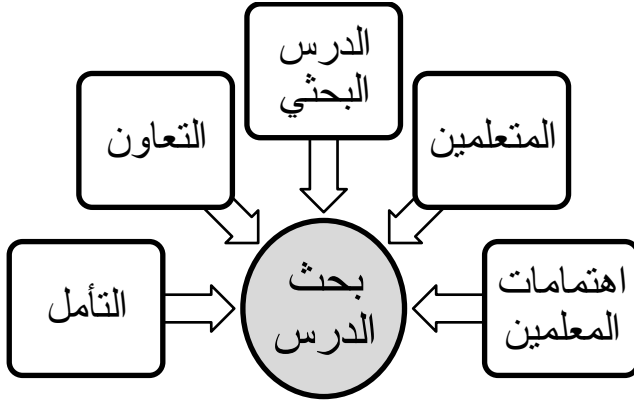 الدرس
البحثي
المتعلمين
التعاون
اهتمامات
المعلمين
بحث
الدرس
التأمل